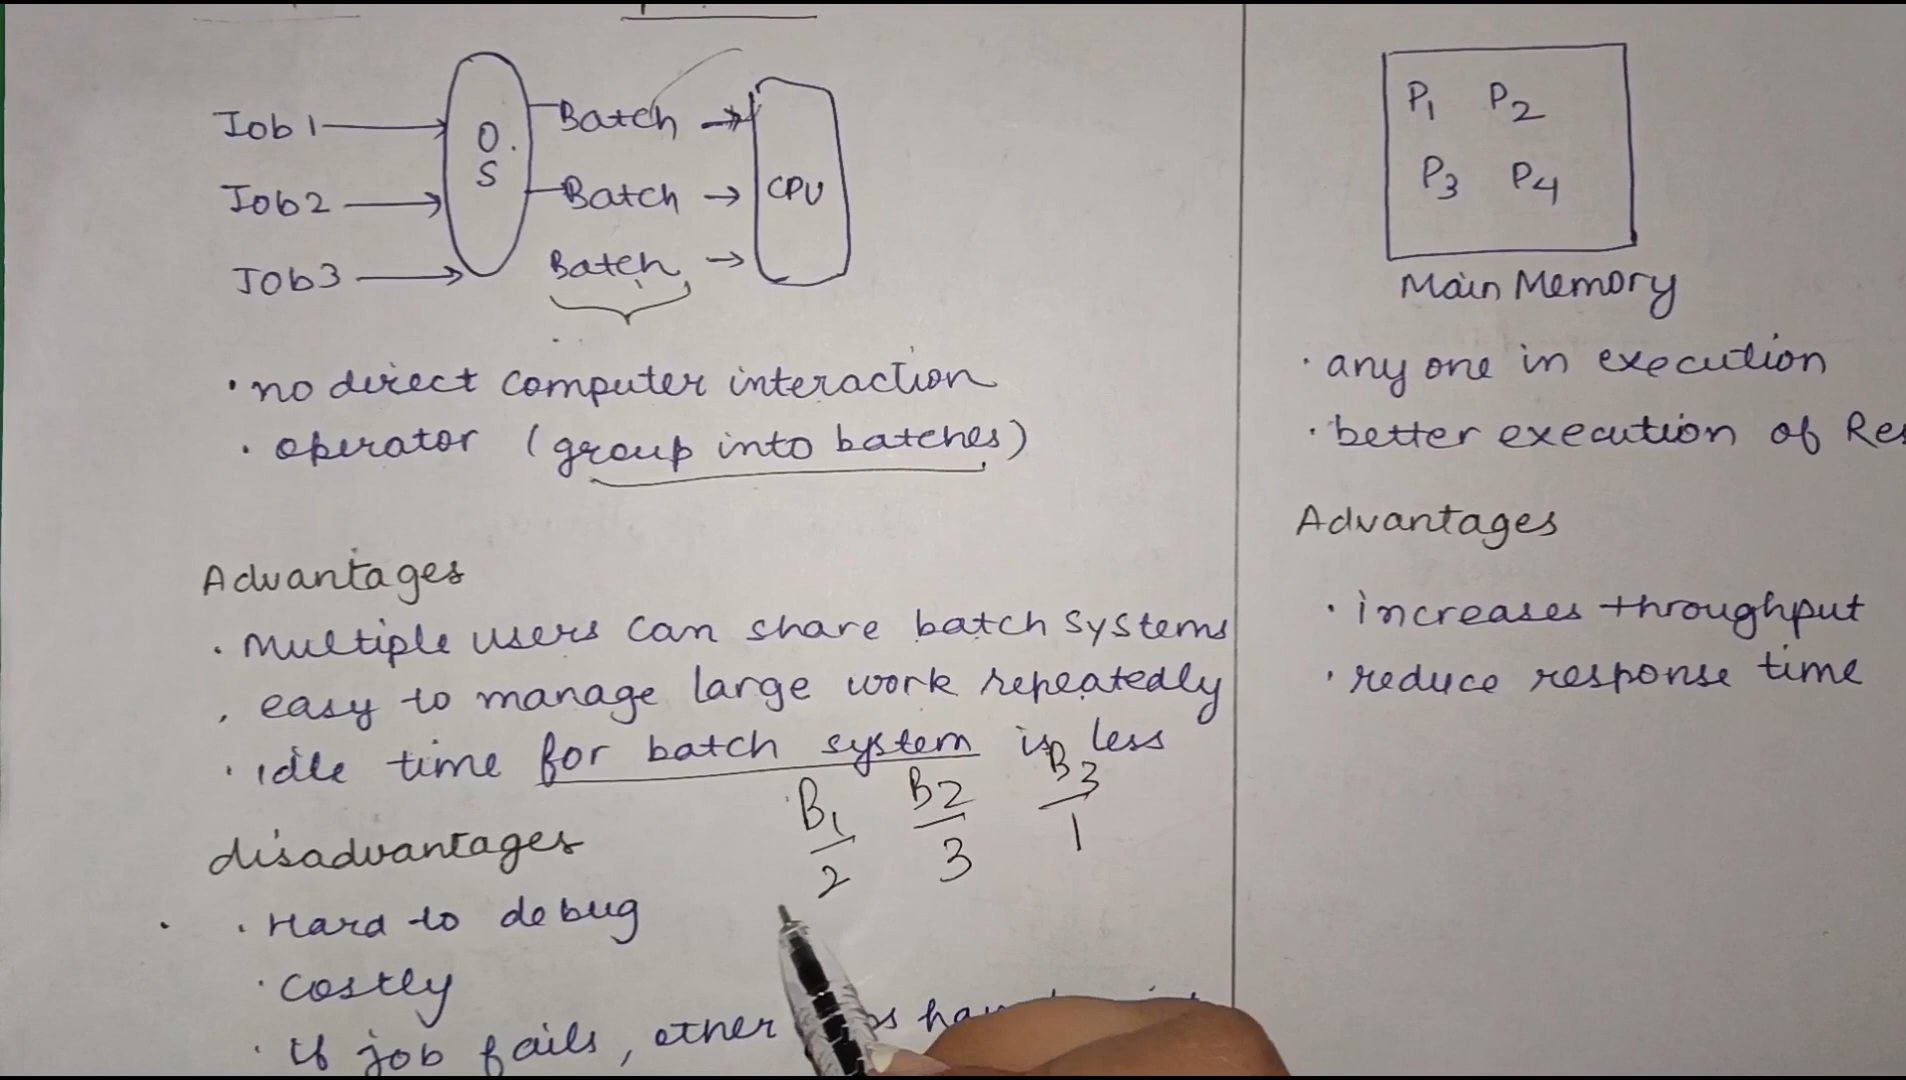 Job1
Job2
Job3
O.S
Batch
Batch
Batch
CPU
· no direct computer interaction
· operator (group into batches)
Advantages
· Multiple users can share batch systems
· easy to manage large work repeatedly
· idle time for batch system is less
B1/2 B2/3 B3/1
disadvantages
· Hard to debug
· Costly
· if job fails, other
P1 P2
P3 P4
Main Memory
· any one in execution
· better execution of
Advantages
· increases throughput
· reduce response time